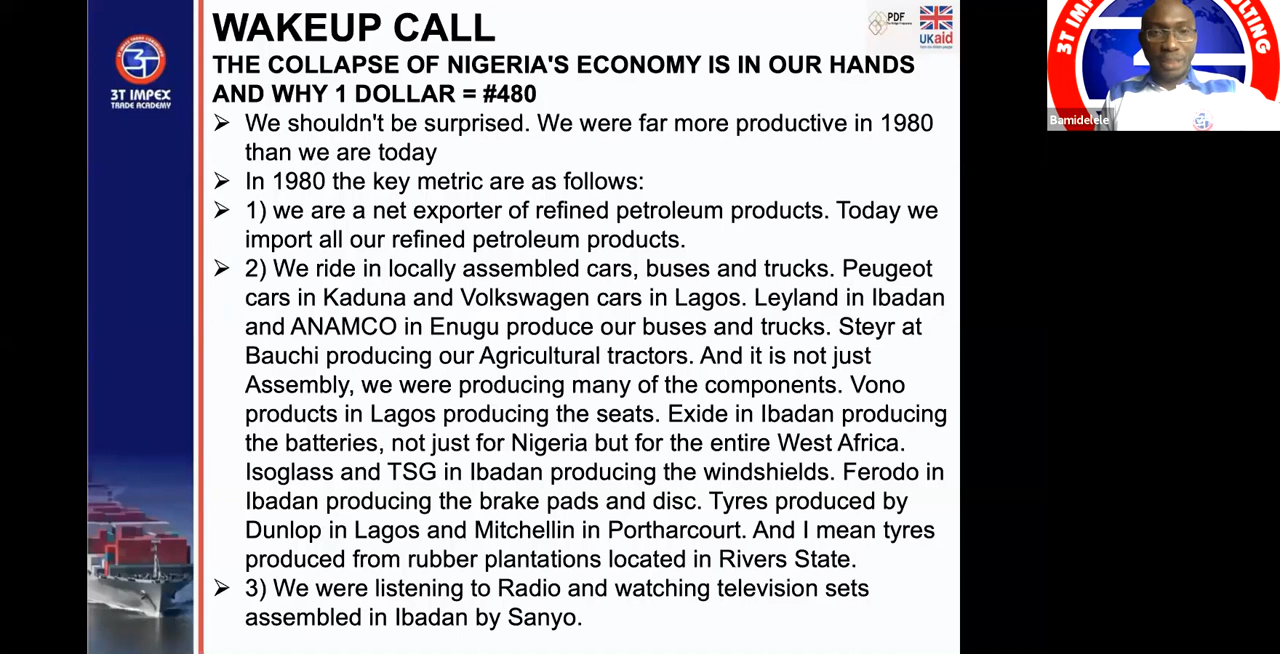 WAKEUP CALL
THE COLLAPSE OF NIGERIA'S ECONOMY IS IN OUR HANDS
AND WHY 1 DOLLAR = #480
We shouldn't be surprised. We were far more productive in 1980
than we are today
In 1980 the key metric are as follows:
1) we are a net exporter of refined petroleum products. Today we
import all our refined petroleum products.
2) We ride in locally assembled cars, buses and trucks. Peugeot
cars in Kaduna and Volkswagen cars in Lagos. Leyland in Ibadan
and ANAMCO in Enugu produce our buses and trucks. Steyr at
Bauchi producing our Agricultural tractors. And it is not just
Assembly, we were producing many of the components. Vono
products in Lagos producing the seats. Exide in Ibadan producing
the batteries, not just for Nigeria but for the entire West Africa.
Isoglass and TSG in Ibadan producing the windshields. Ferodo in
Ibadan producing the brake pads and disc. Tyres produced by
Dunlop in Lagos and Mitchellin in Portharcourt. And I mean tyres
produced from rubber plantations located in Rivers State.
3) We were listening to Radio and watching television sets
assembled in Ibadan by Sanyo.
3T IMPEX
TRADE ACADEMY
PDF
UKaid
Bamidelele
3T IMP
LTING